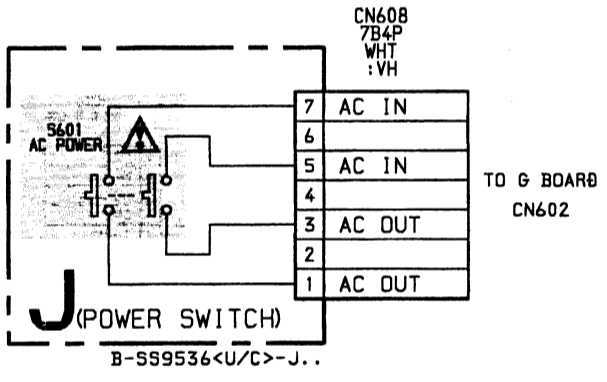 CN608
7B4P
WHT
:VH
S601
AC POWER
7 AC IN
6
5 AC IN
4
3 AC OUT
2
1 AC OUT
TO G BOARD
CN602
J (POWER SWITCH)
B-SS9536<U/C>-J..